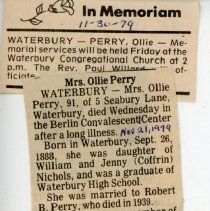 In Memoriam
11-30-79
WATERBURY - PERRY, Ollie - Me-
morial services will be held Friday at the
Waterbury Congregational Church at 2
p.m. The Rev. Paul Willard
ficiate.
Mrs. Ollie Perry
WATERBURY - Mrs. Ollie
Perry, 91, of 5 Seabury Lane,
Waterbury, died Wednesday in
the Berlin Convalescent Center
after a long illness. Nov 21, 1979
Born in Waterbury, Sept. 26,
1888, she was daughter of
William and Jenny (Coffrin)
Nichols, and was a graduate of
Waterbury High School.
She was married to Robert
B. Perry, who died in 1939.